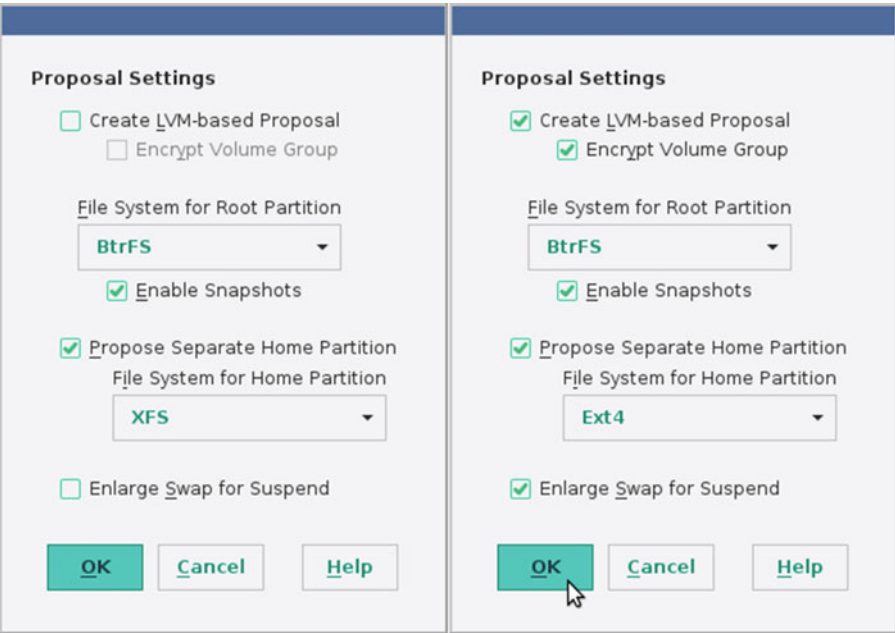 Proposal Settings
Create LVM-based Proposal
Encrypt Volume Group
File System for Root Partition
BtrFS
Enable Snapshots
Propose Separate Home Partition
File System for Home Partition
XFS
Enlarge Swap for Suspend
OK Cancel Help
Proposal Settings
Create LVM-based Proposal
Encrypt Volume Group
File System for Root Partition
BtrFS
Enable Snapshots
Propose Separate Home Partition
File System for Home Partition
Ext4
Enlarge Swap for Suspend
OK Cancel Help